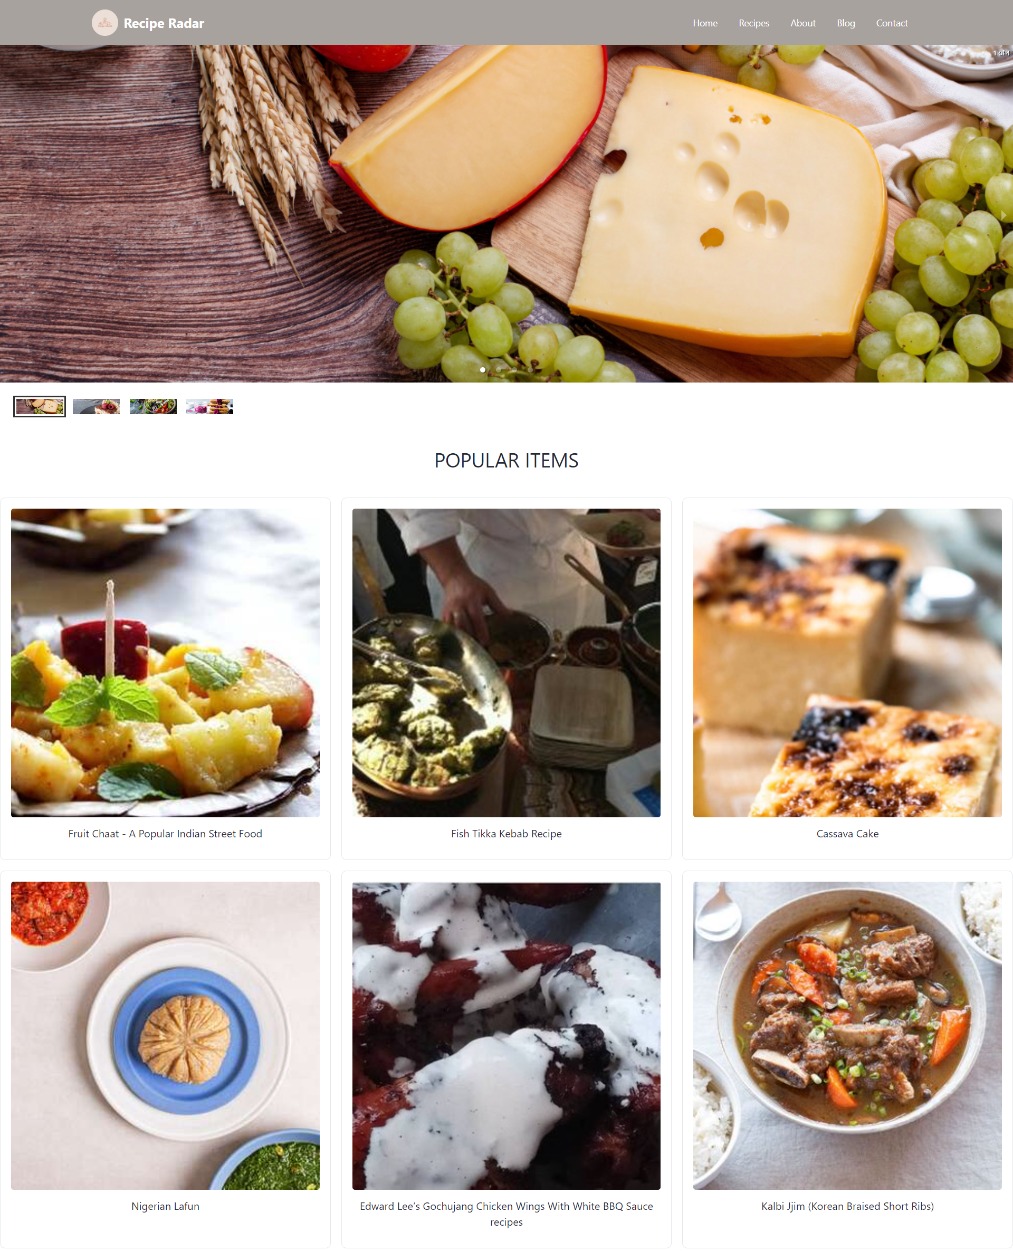 Recipe Radar
Home Recipes About Blog Contact
POPULAR ITEMS
Fruit Chaat - A Popular Indian Street Food
Fish Tikka Kebab Recipe
Cassava Cake
Nigerian Lafun
Edward Lee's Gochujang Chicken Wings With White BBQ Sauce
recipes
Kalbi Jjim (Korean Braised Short Ribs)